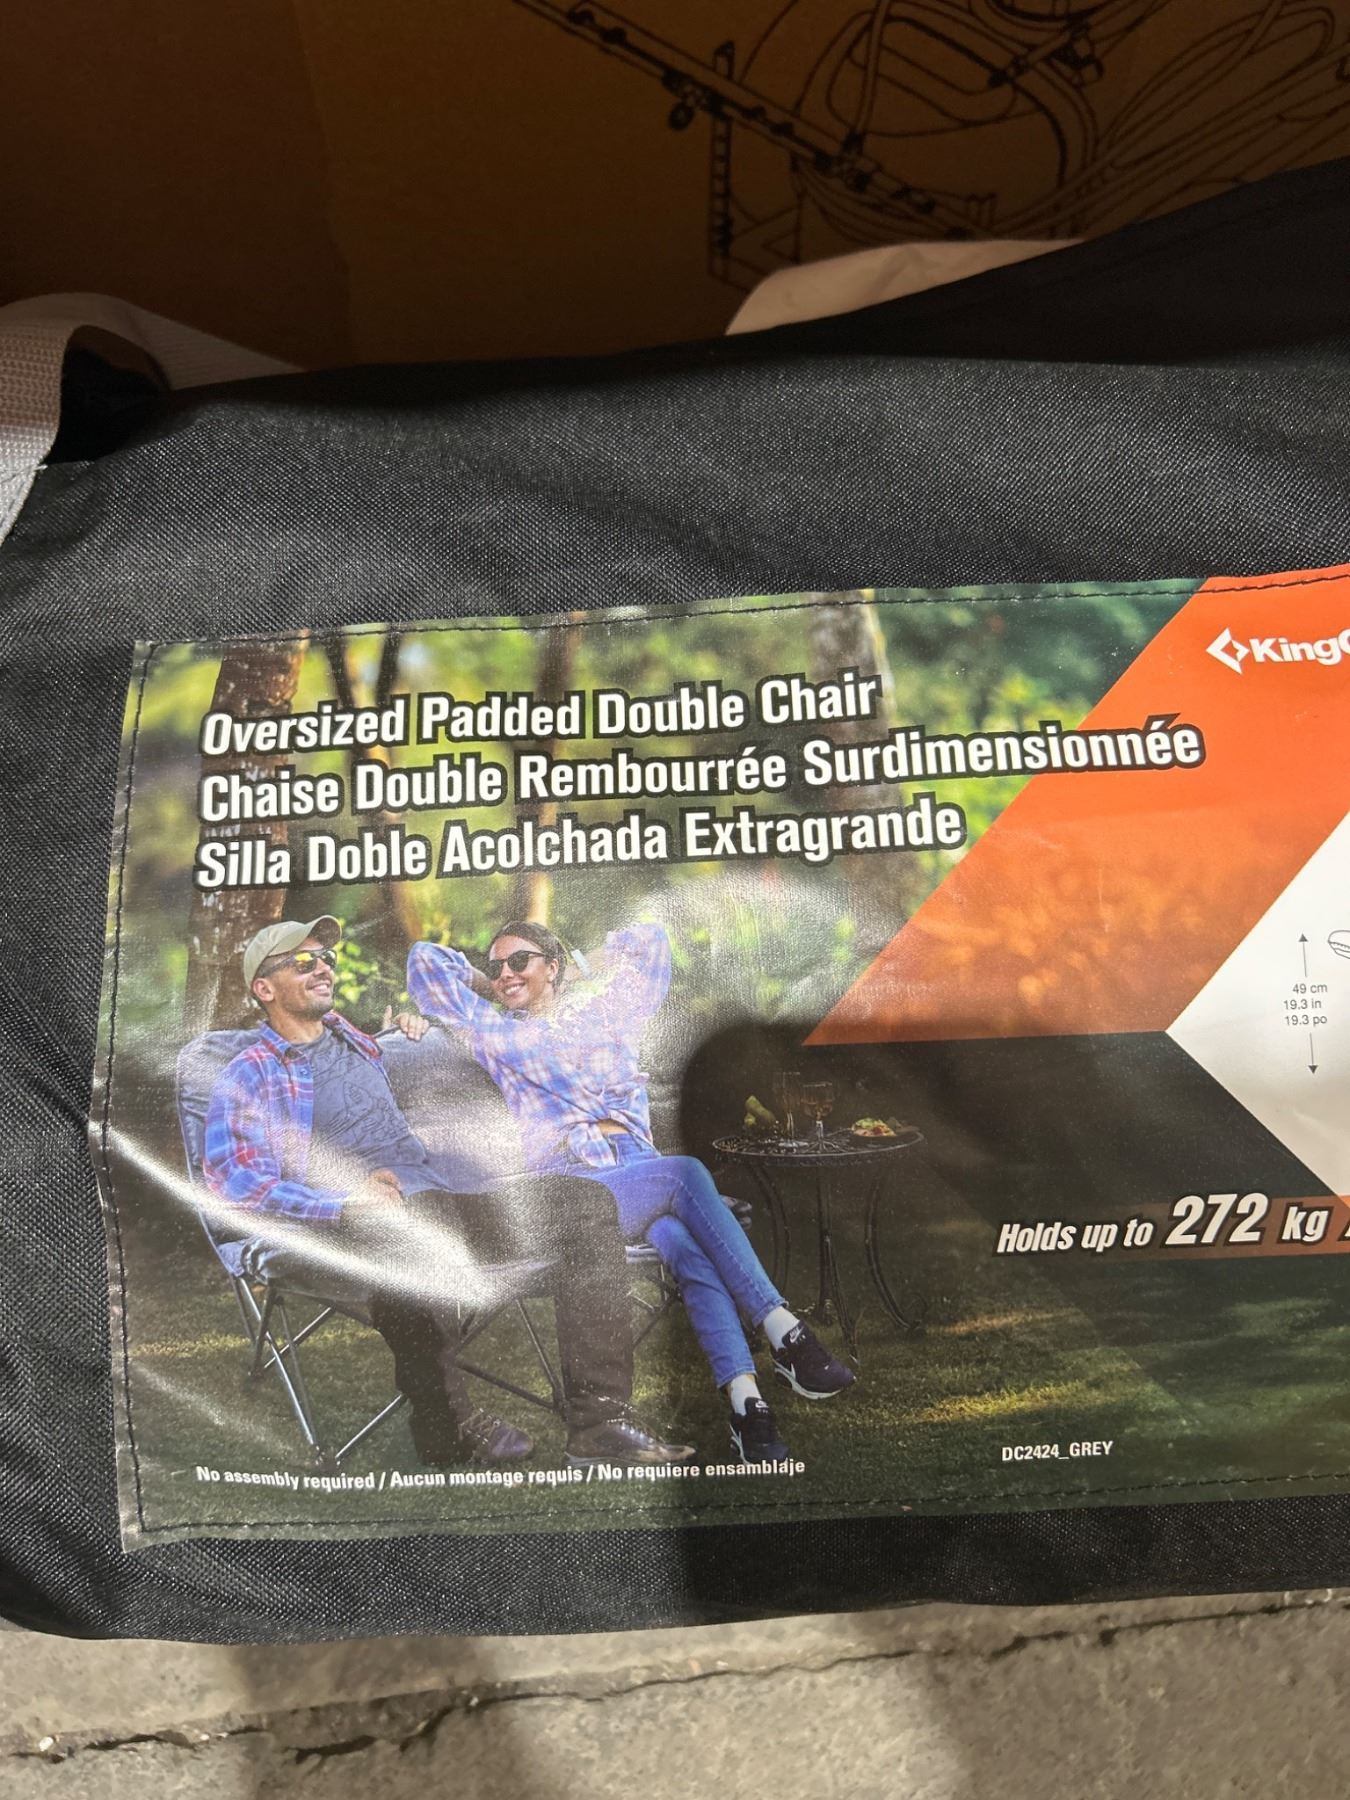 KingC
Oversized Padded Double Chair
Chaise Double Rembourrée Surdimensionnée
Silla Doble Acolchada Extragrande
49 cm
19.3 in
19.3 po
Holds up to 272 kg /
No assembly required / Aucun montage requis / No requiere ensamblaje
DC2424_GREY